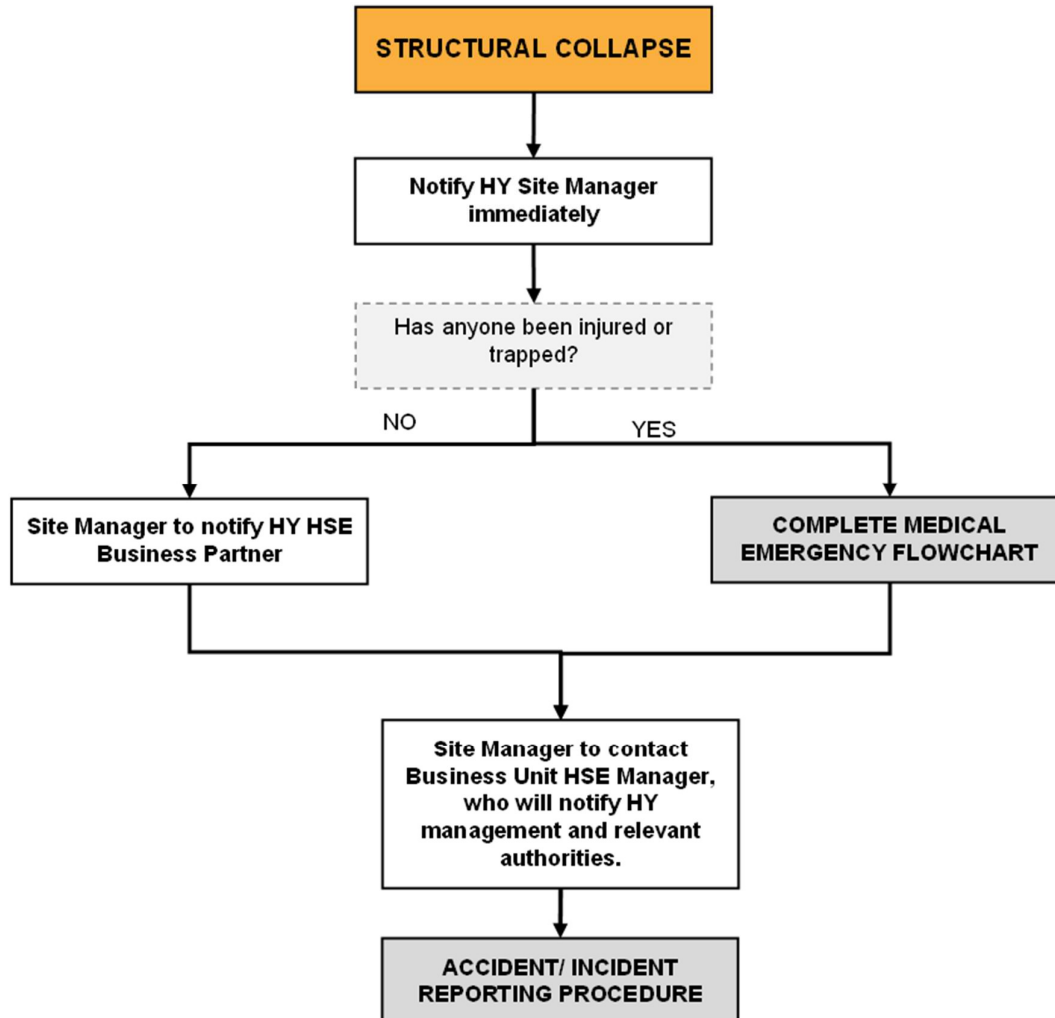 STRUCTURAL COLLAPSE
Notify HY Site Manager
immediately
Has anyone been injured or
trapped?
NO
YES
Site Manager to notify HY HSE
Business Partner
COMPLETE MEDICAL
EMERGENCY FLOWCHART
Site Manager to contact
Business Unit HSE Manager,
who will notify HY
management and relevant
authorities.
ACCIDENT/ INCIDENT
REPORTING PROCEDURE